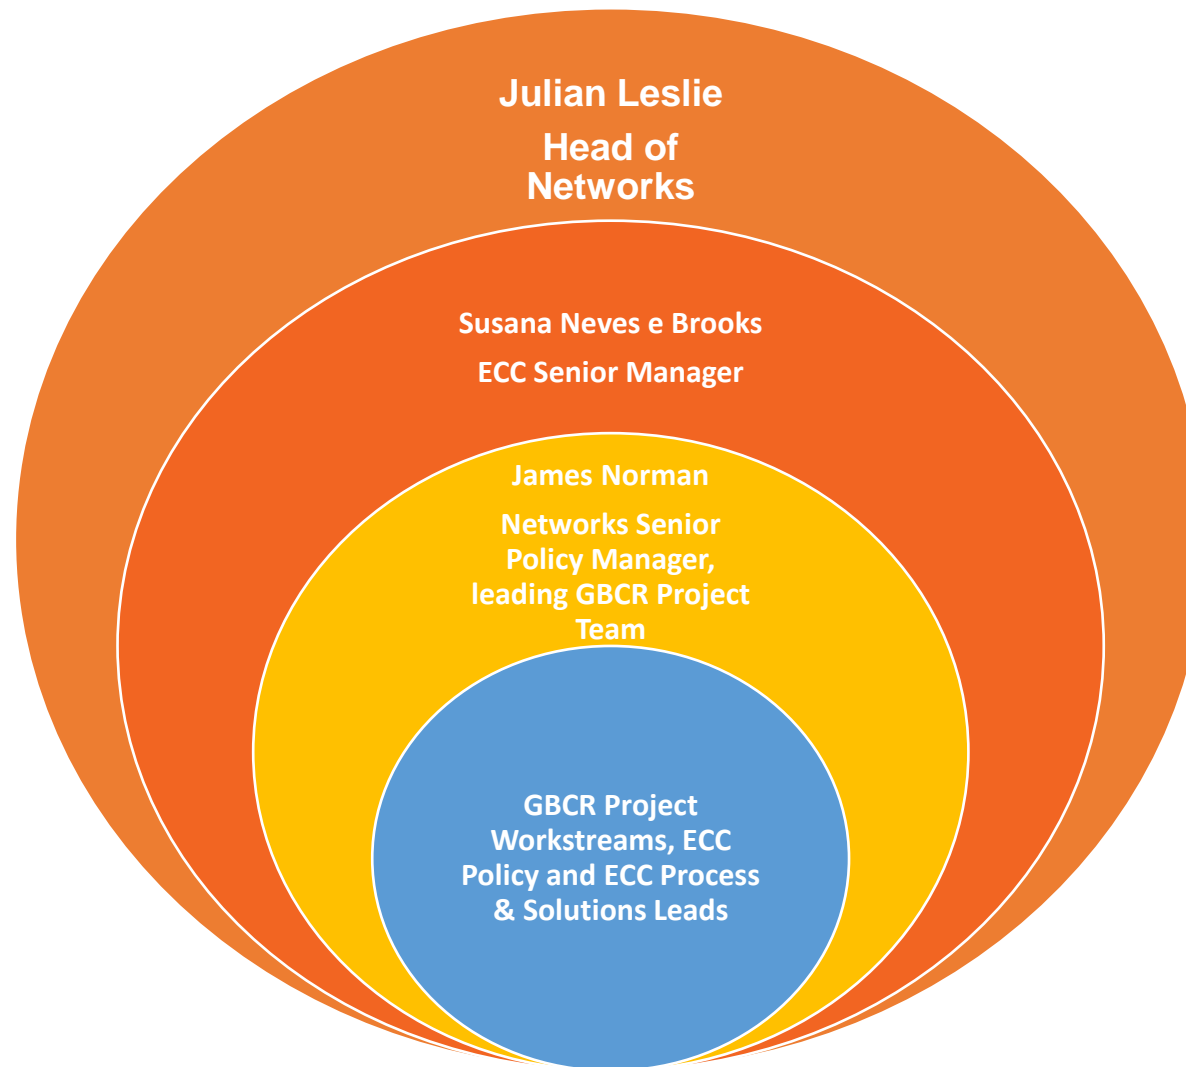 Julian Leslie
Head of
Networks
Susana Neves e Brooks
ECC Senior Manager
James Norman
Networks Senior
Policy Manager,
leading GBCR Project
Team
GBCR Project
Workstreams, ECC
Policy and ECC Process
& Solutions Leads